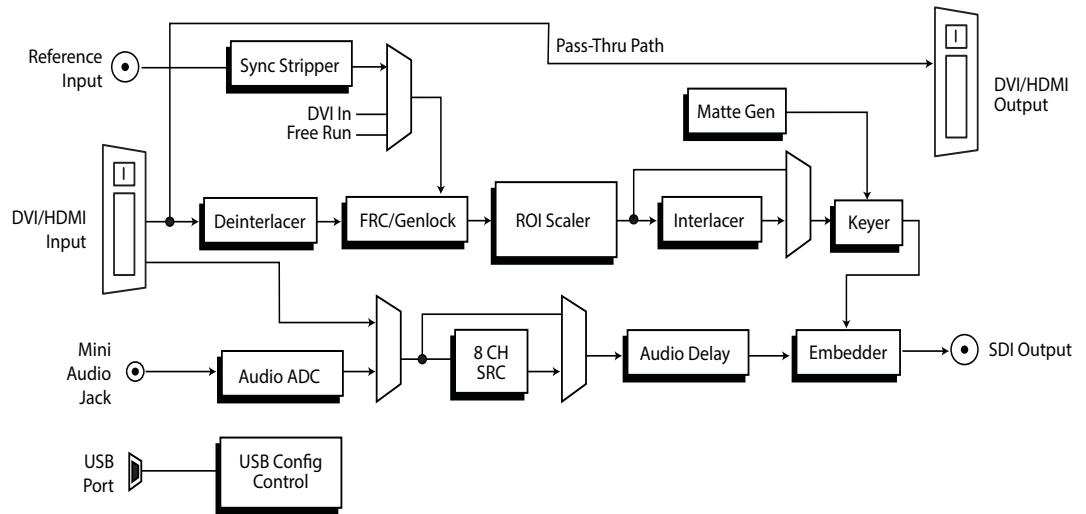 Reference
Input
Sync Stripper
Pass-Thru Path
DVI/HDMI
Output
DVI In
Free Run
Matte Gen
DVI/HDMI
Input
Deinterlacer
FRC/Genlock
ROI Scaler
Interlacer
Keyer
Mini
Audio
Jack
Audio ADC
8 CH
SRC
Audio Delay
Embedder
SDI Output
USB
Port
USB Config
Control